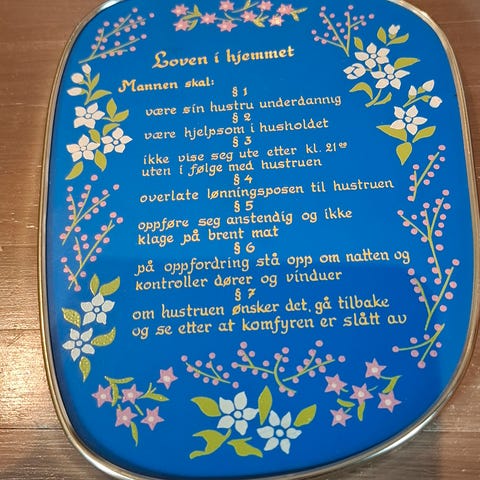 Loven i hjemmet
Mannen skal:
§ 1
være sin hustru underdannig
§ 2
være hjelpsom i husholdet
§ 3
ikke vise seg ute etter kl. 21⁰⁰
uten i følge med hustruen
§ 4
overlate lønningsposen til hustruen
§ 5
oppføre seg anstendig og ikke
klage på brent mat
§ 6
på oppfordring stå opp om natten og
kontroller dører og vinduer
§ 7
om hustruen ønsker det, gå tilbake
og se etter at komfyren er slått av